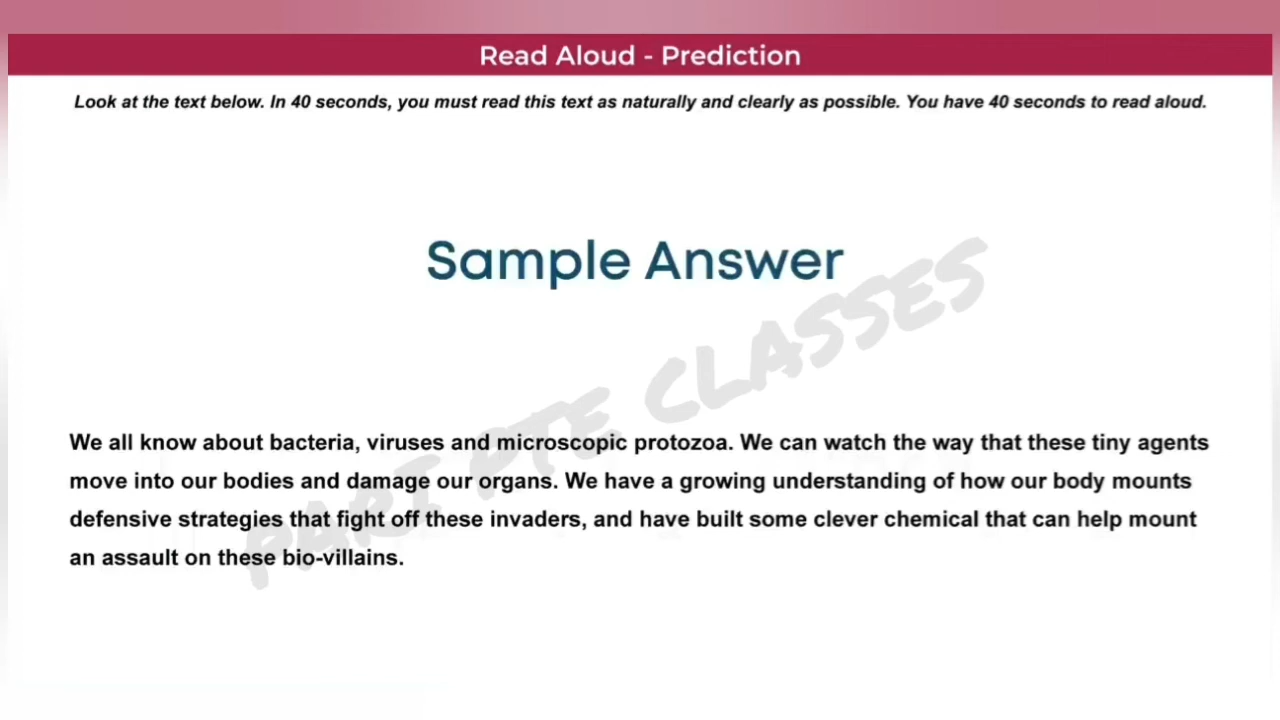 Read Aloud - Prediction
Look at the text below. In 40 seconds, you must read this text as naturally and clearly as possible. You have 40 seconds to read aloud.
Sample Answer
PARI PTE CLASSES
We all know about bacteria, viruses and microscopic protozoa. We can watch the way that these tiny agents
move into our bodies and damage our organs. We have a growing understanding of how our body mounts
defensive strategies that fight off these invaders, and have built some clever chemical that can help mount
an assault on these bio-villains.